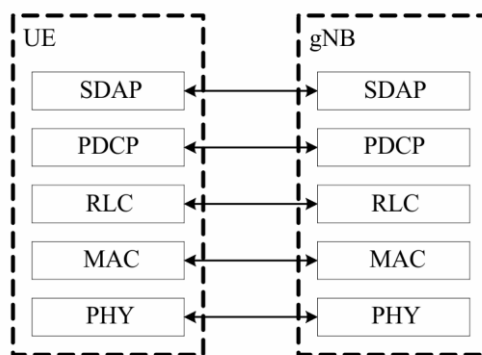 UE gNB
SDAP SDAP
PDCP PDCP
RLC RLC
MAC MAC
PHY PHY